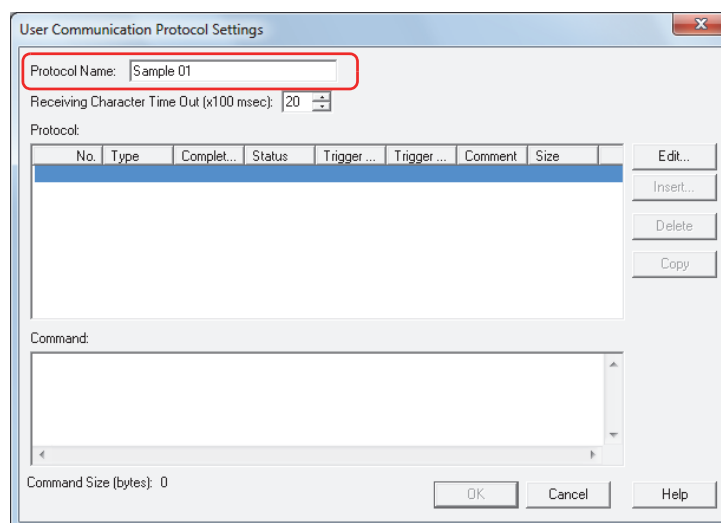 User Communication Protocol Settings
Protocol Name: Sample 01
Receiving Character Time Out (x100 msec): 20
Protocol:
No. Type Complet... Status Trigger ... Trigger ... Comment Size
Edit...
Insert...
Delete
Copy
Command:
Command Size (bytes): 0
OK Cancel Help